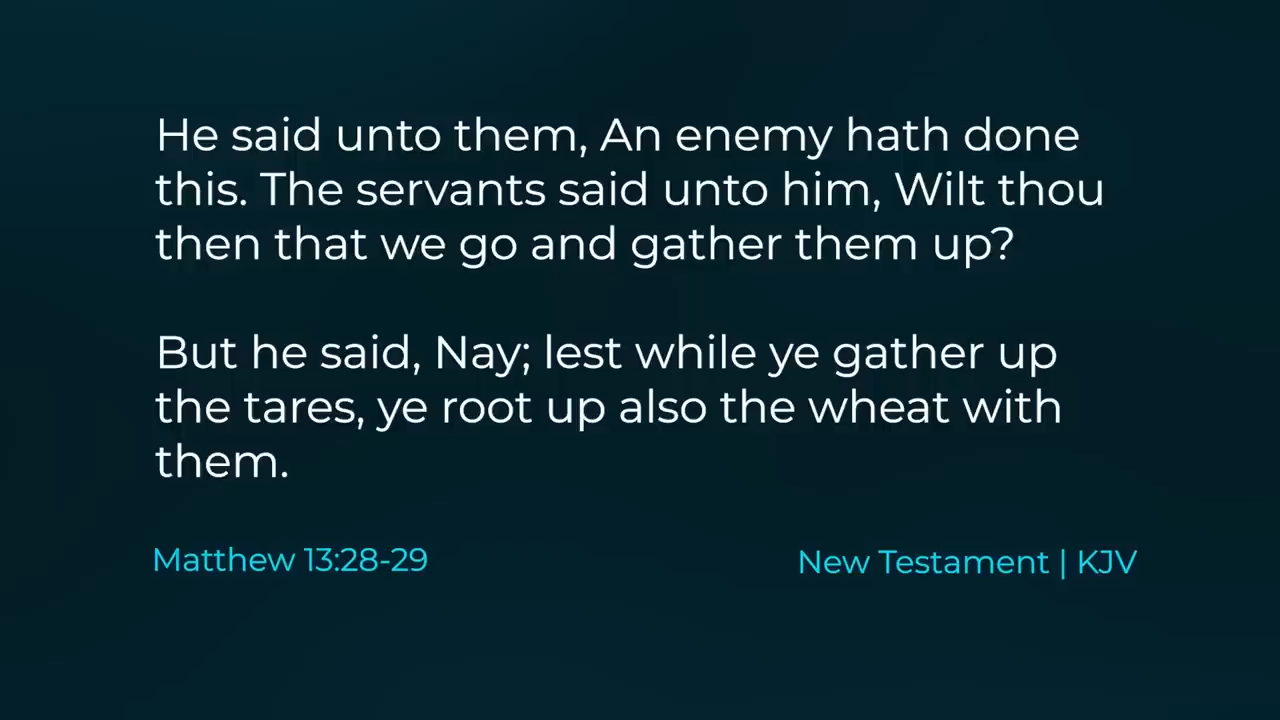 He said unto them, An enemy hath done
this. The servants said unto him, Wilt thou
then that we go and gather them up?
But he said, Nay; lest while ye gather up
the tares, ye root up also the wheat with
them.
Matthew 13:28-29
New Testament | KJV